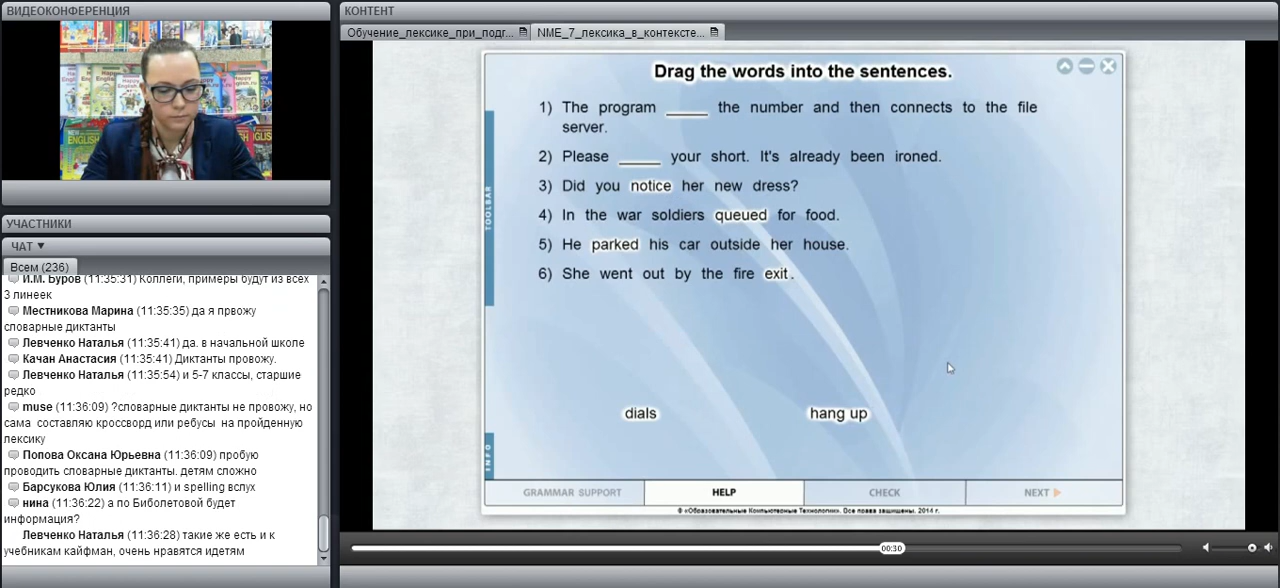 ВИДЕОКОНФЕРЕНЦИЯ
УЧАСТНИКИ
ЧАТ ▼
Всем (236)
И.М. Буров (11:35:31) Коллеги, примеры будут из всех
3 линеек
Местникова Марина (11:35:35) да я првожу
словарные диктанты
Левченко Наталья (11:35:41) да. в начальной школе
Качан Анастасия (11:35:41) Диктанты провожу.
Левченко Наталья (11:35:54) и 5-7 классы, старшие
редко
muse (11:36:09) ?словарные диктанты не провожу, но
сама составляю кроссворд или ребусы на пройденную
лексику
Попова Оксана Юрьевна (11:36:09) пробую
проводить словарные диктанты. детям сложно
Барсукова Юлия (11:36:11) и spelling вслух
нина (11:36:22) а по Биболетовой будет
информация?
Левченко Наталья (11:36:28) такие же есть и к
учебникам кайфман, очень нравятся идетям
КОНТЕНТ
Обучение_лексике_при_подг...
NME_7_лексика_в_контексте...
Drag the words into the sentences.
1) The program _____ the number and then connects to the file
server.
2) Please _____ your short. It's already been ironed.
3) Did you notice her new dress?
4) In the war soldiers queued for food.
5) He parked his car outside her house.
6) She went out by the fire exit.
dials
hang up
TOOLBAR
INFO
GRAMMAR SUPPORT
HELP
CHECK
NEXT
© «Образовательные Компьютерные Технологии». Все права защищены. 2014 г.
00:30